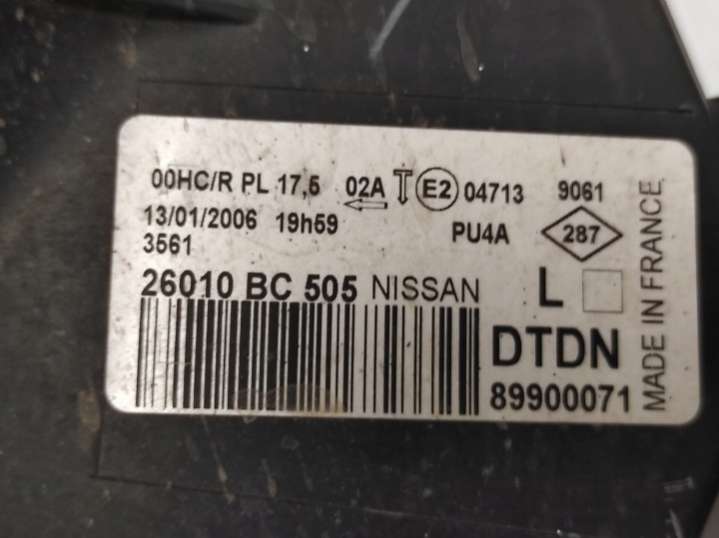 00HC/R PL 17,5 02A E2 04713 9061
13/01/2006 19h59 PU4A 287
3561
26010 BC 505 NISSAN L
DTDN
89900071
MADE IN FRANCE